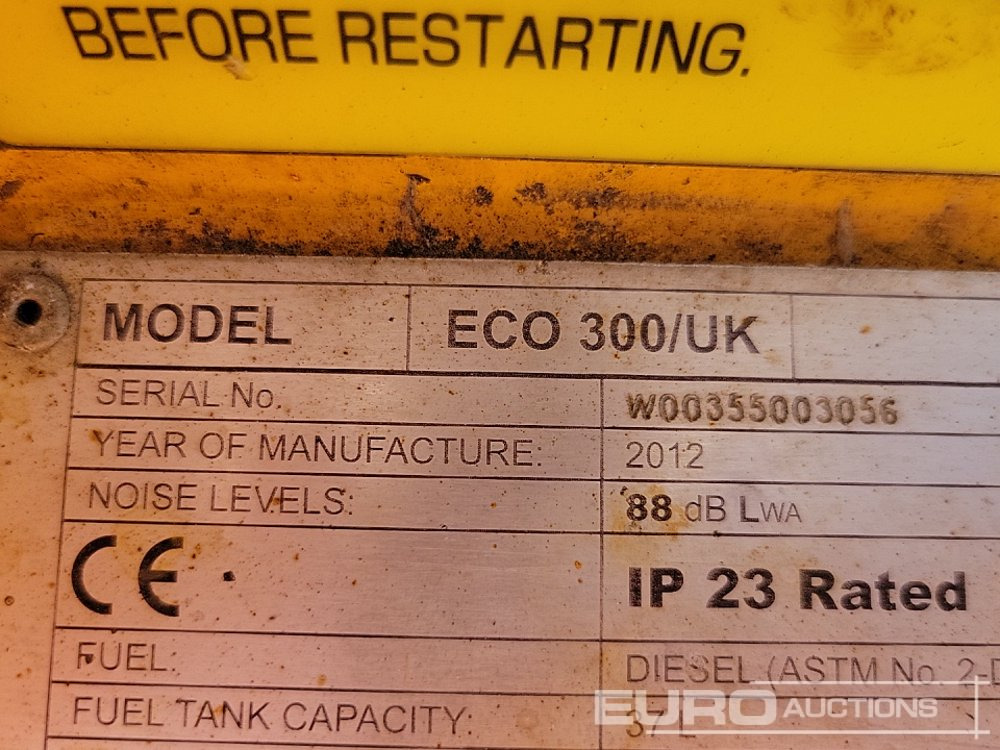 BEFORE RESTARTING.
MODEL ECO 300/UK
SERIAL No. W00355003056
YEAR OF MANUFACTURE: 2012
NOISE LEVELS: 88 dB LWA
CE IP 23 Rated
FUEL: DIESEL (ASTM No. 2-D
FUEL TANK CAPACITY: 37 L
EURO AUCTIONS